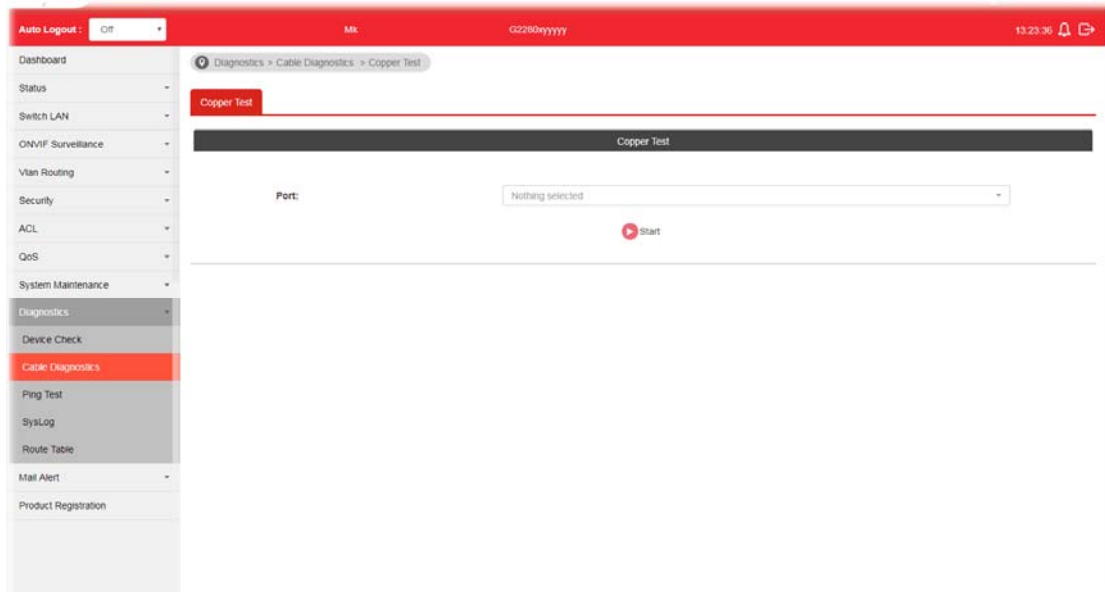 Auto Logout : Off Mk G2280xyyyyy 13:23:36
Dashboard
Status
Switch LAN
ONVIF Surveillance
Vlan Routing
Security
ACL
QoS
System Maintenance
Diagnostics
Device Check
Cable Diagnostics
Ping Test
SysLog
Route Table
Mail Alert
Product Registration
Diagnostics > Cable Diagnostics > Copper Test
Copper Test
Copper Test
Port: Nothing selected
Start